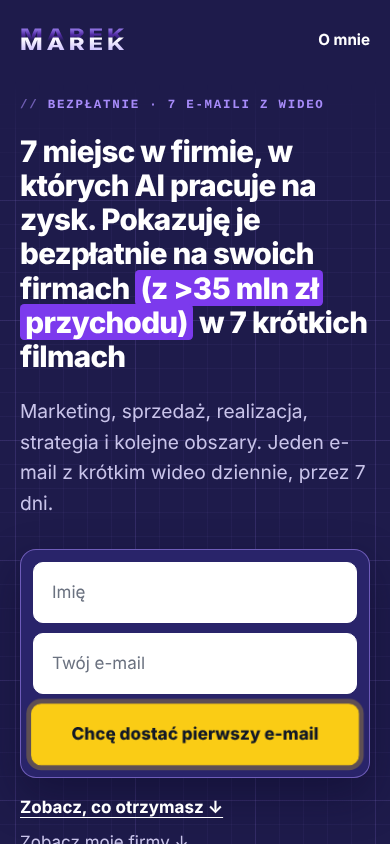 MAREK
O mnie
// BEZPŁATNIE · 7 E-MAILI Z WIDEO
7 miejsc w firmie, w
których AI pracuje na
zysk. Pokazuję je
bezpłatnie na swoich
firmach (z >35 mln zł
przychodu) w 7 krótkich
filmach
Marketing, sprzedaż, realizacja,
strategia i kolejne obszary. Jeden e-
mail z krótkim wideo dziennie, przez 7
dni.
Imię
Twój e-mail
Chcę dostać pierwszy e-mail
Zobacz, co otrzymasz ↓
Zobacz moje firmy ↓